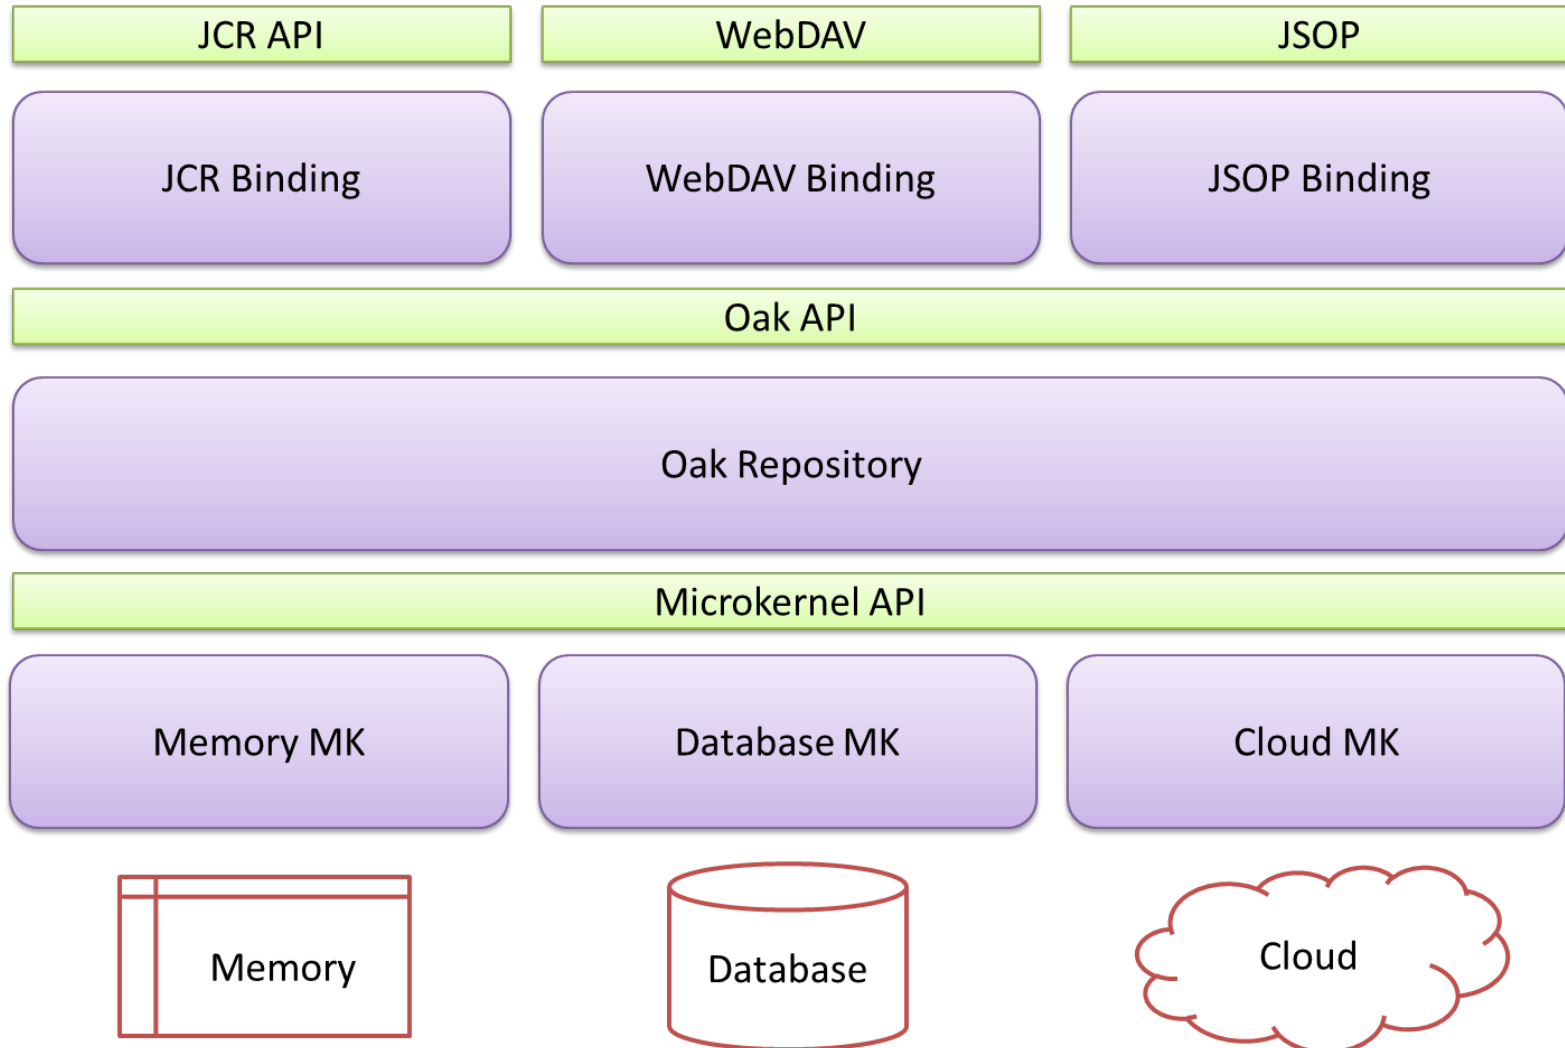 JCR API
WebDAV
JSOP
JCR Binding
WebDAV Binding
JSOP Binding
Oak API
Oak Repository
Microkernel API
Memory MK
Database MK
Cloud MK
Memory
Database
Cloud